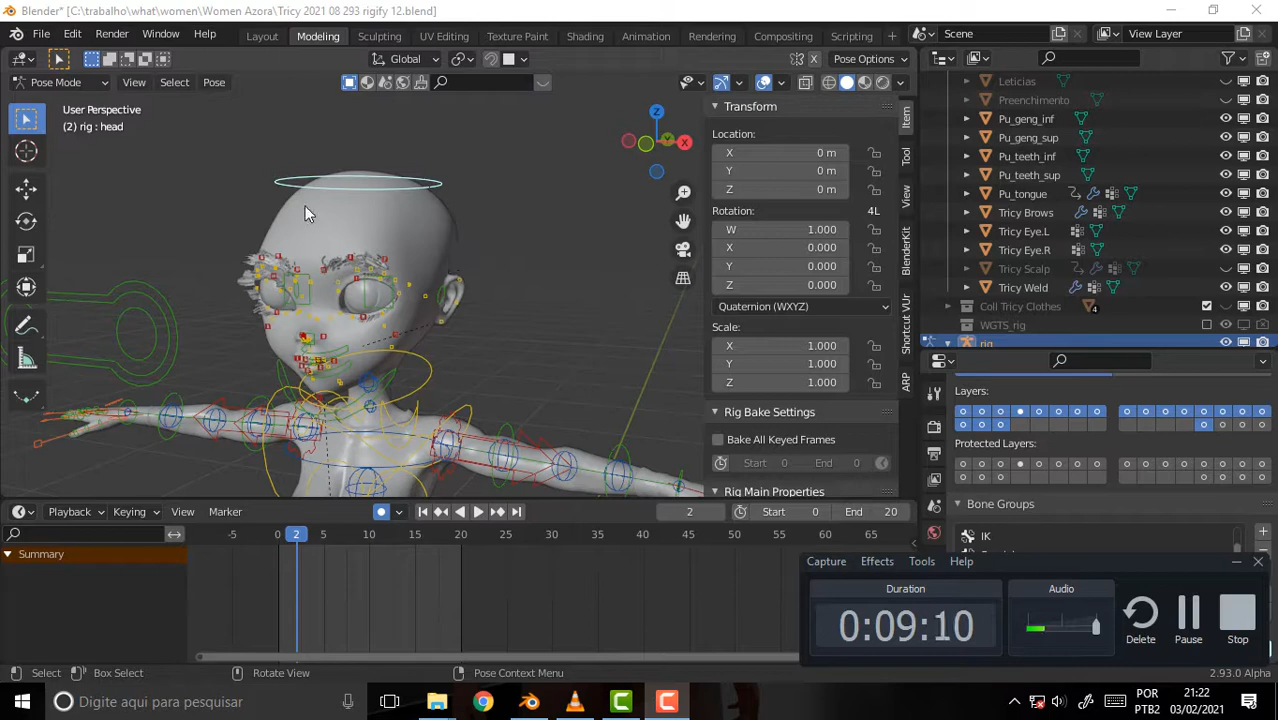 Blender* [C:\trabalho\what\women\Women Azora\Tricy 2021 08 293 rigify 12.blend]
File Edit Render Window Help
Layout Modeling Sculpting UV Editing Texture Paint Shading Animation Rendering Compositing Scripting
Scene
View Layer
Global
Pose Options
Pose Mode View Select Pose
User Perspective
(2) rig : head
Z
X
Transform
Location:
X 0 m
Y 0 m
Z 0 m
Rotation: 4L
W 1.000
X 0.000
Y 0.000
Z 0.000
Quaternion (WXYZ)
Scale:
X 1.000
Y 1.000
Z 1.000
Rig Bake Settings
Bake All Keyed Frames
Start 0 End 0
Rig Main Properties
Item
Tool
View
BlenderKit
Shortcut VUr
ARP
Leticias
Preenchimento
Pu_geng_inf
Pu_geng_sup
Pu_teeth_inf
Pu_teeth_sup
Pu_tongue
Tricy Brows
Tricy Eye.L
Tricy Eye.R
Tricy Scalp
Tricy Weld
Coll Tricy Clothes 4
WGTS_rig
rig
Layers:
Protected Layers:
Bone Groups
IK
Playback Keying View Marker
2
Start 0 End 20
-5 0 2 5 10 15 20 25 30 35 40 45 50 55 60 65
Summary
Capture Effects Tools Help
Duration
0:09:10
Audio
Delete
Pause
Stop
Select Box Select Rotate View Pose Context Menu
2.93.0 Alpha
Digite aqui para pesquisar
POR
PTB2
21:22
03/02/2021